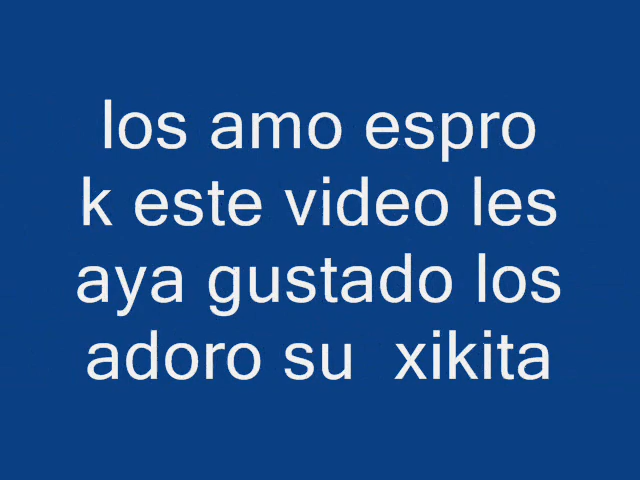 los amo espro
k este video les
aya gustado los
adoro su  xikita